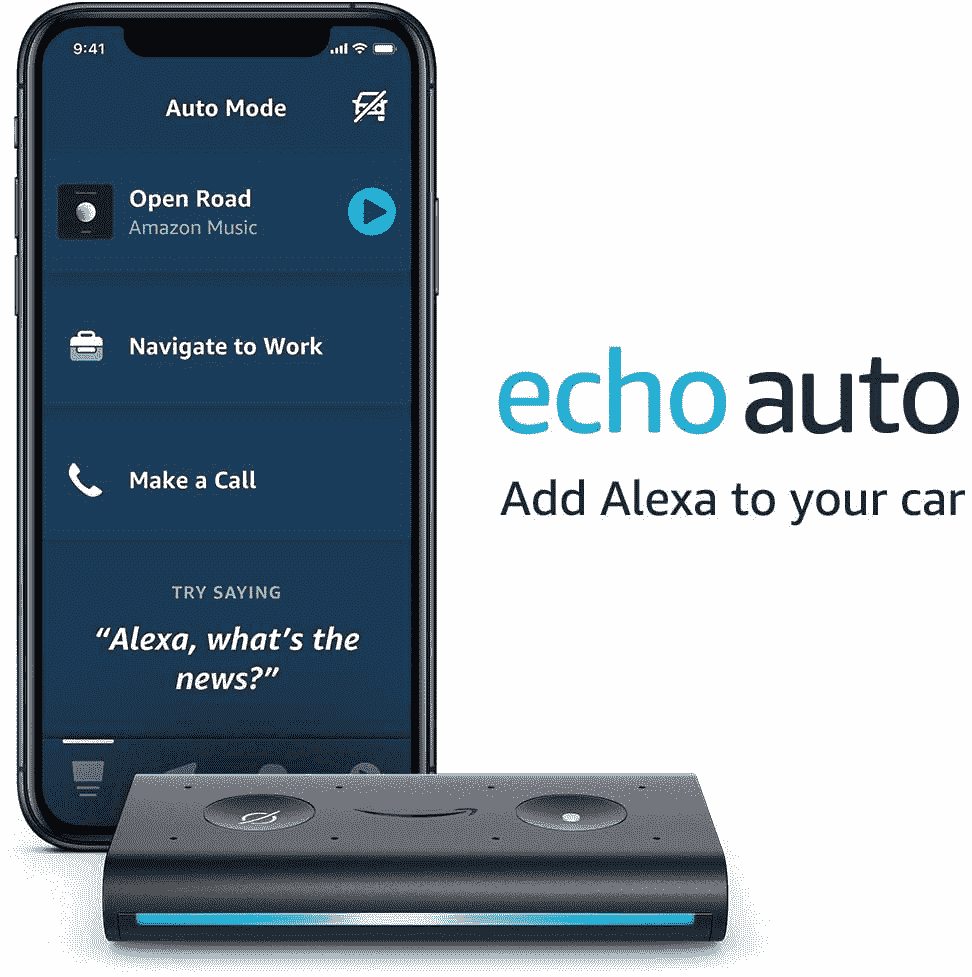 9:41
Auto Mode
Open Road
Amazon Music
Navigate to Work
Make a Call
TRY SAYING
“Alexa, what’s the
news?”
echo auto
Add Alexa to your car